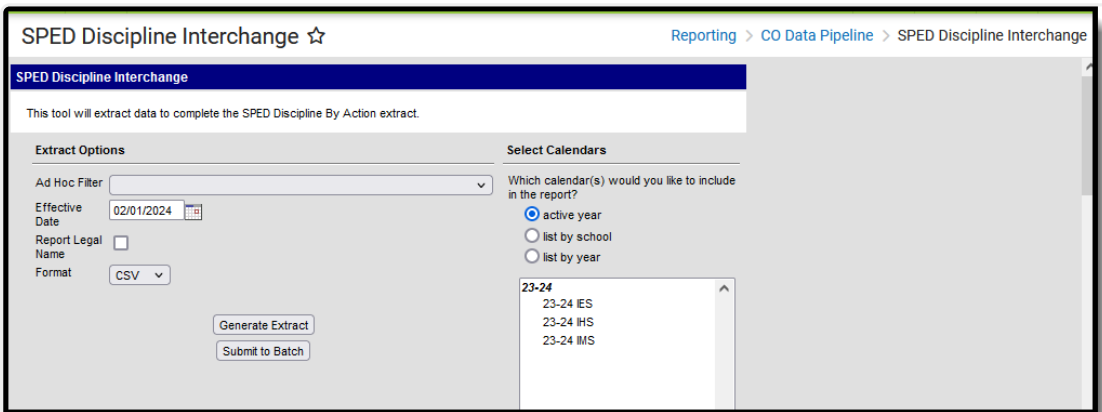 SPED Discipline Interchange
Reporting > CO Data Pipeline > SPED Discipline Interchange
SPED Discipline Interchange
This tool will extract data to complete the SPED Discipline By Action extract.
Extract Options
Ad Hoc Filter
Effective
Date
02/01/2024
Report Legal
Name
Format
CSV
Generate Extract
Submit to Batch
Select Calendars
Which calendar(s) would you like to include
in the report?
active year
list by school
list by year
23-24
23-24 IES
23-24 IHS
23-24 IMS